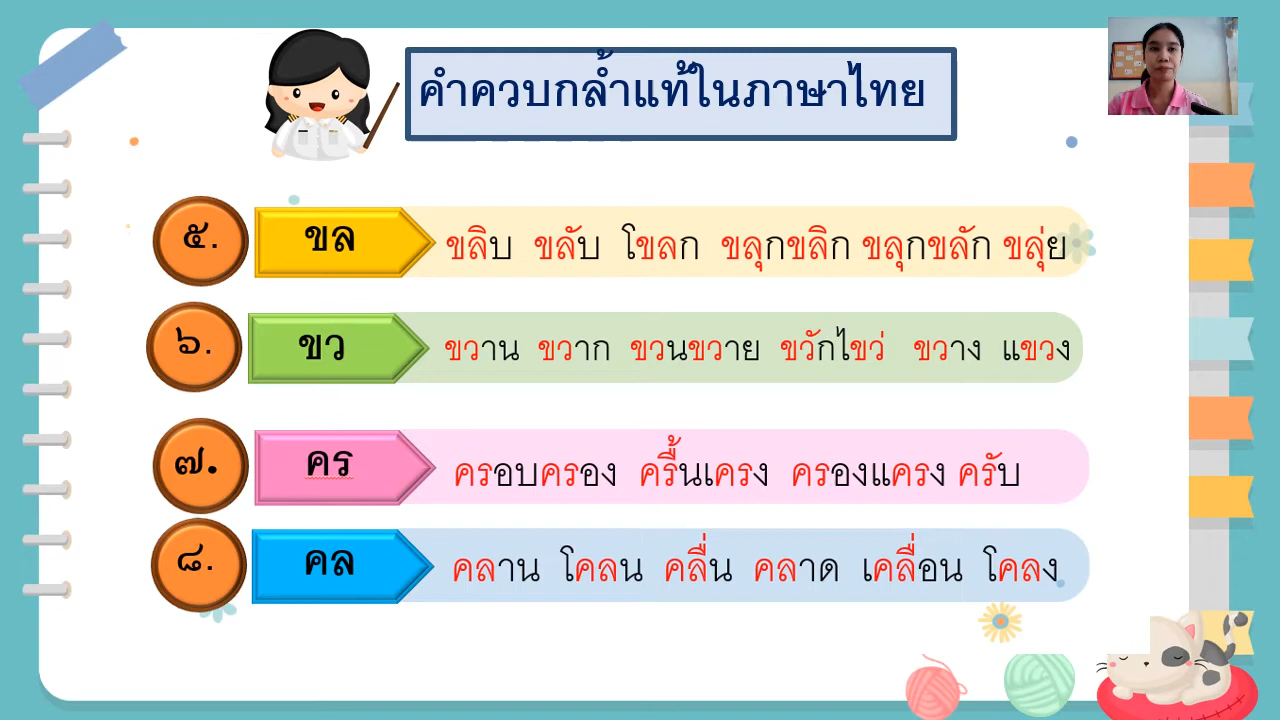 คำควบกล้ำแท้ในภาษาไทย
๕. ขล ขลิบ ขลับ โขลก ขลุกขลิก ขลุกขลัก ขลุ่ย
๖. ขว ขวาน ขวาก ขวนขวาย ขวักไขว่ ขวาง แขวง
๗. คร ครอบครอง ครื้นเครง ครองแครง ครับ
๘. คล คลาน โคลน คลื่น คลาด เคลื่อน โคลง